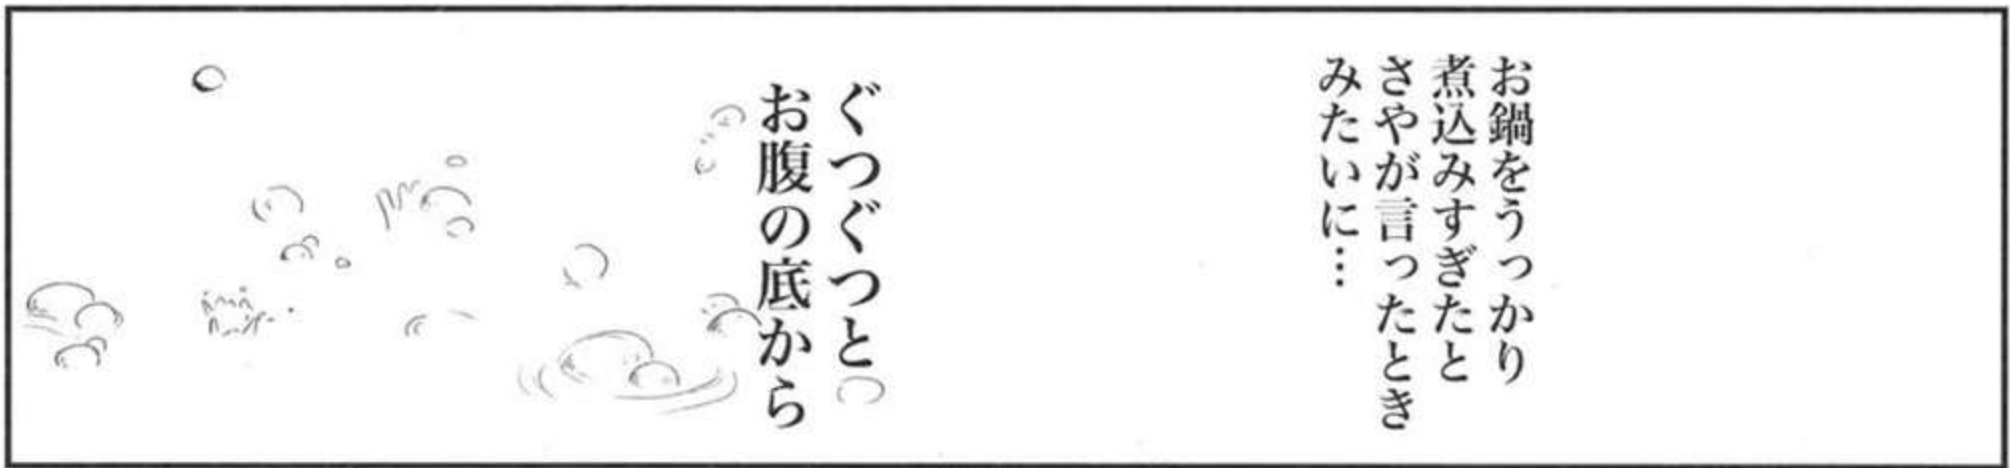 お鍋をうっかり
煮込みすぎたと
さやが言ったとき
みたいに…
ぐつぐつと
お腹の底から